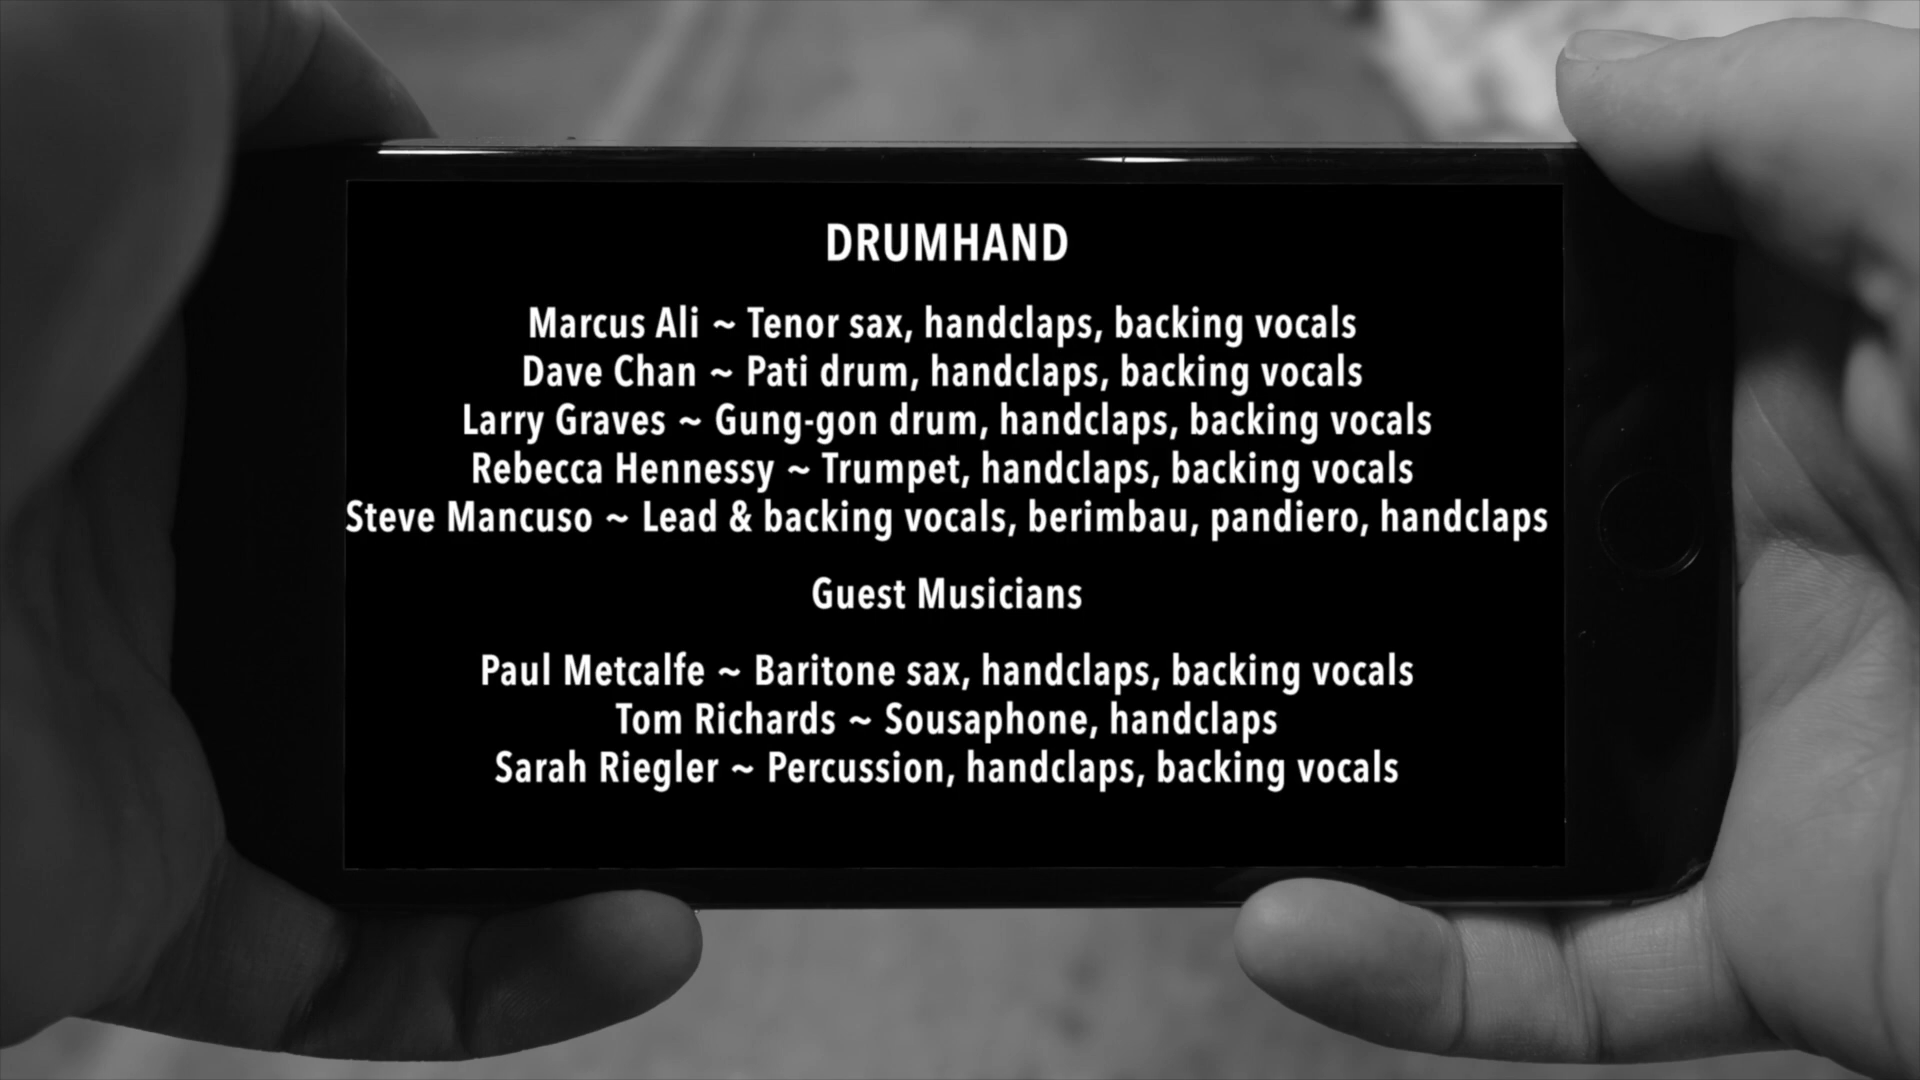 DRUMHAND
Marcus Ali ~ Tenor sax, handclaps, backing vocals
Dave Chan ~ Pati drum, handclaps, backing vocals
Larry Graves ~ Gung-gon drum, handclaps, backing vocals
Rebecca Hennessy ~ Trumpet, handclaps, backing vocals
Steve Mancuso ~ Lead & backing vocals, berimbau, pandiero, handclaps
Guest Musicians
Paul Metcalfe ~ Baritone sax, handclaps, backing vocals
Tom Richards ~ Sousaphone, handclaps
Sarah Riegler ~ Percussion, handclaps, backing vocals